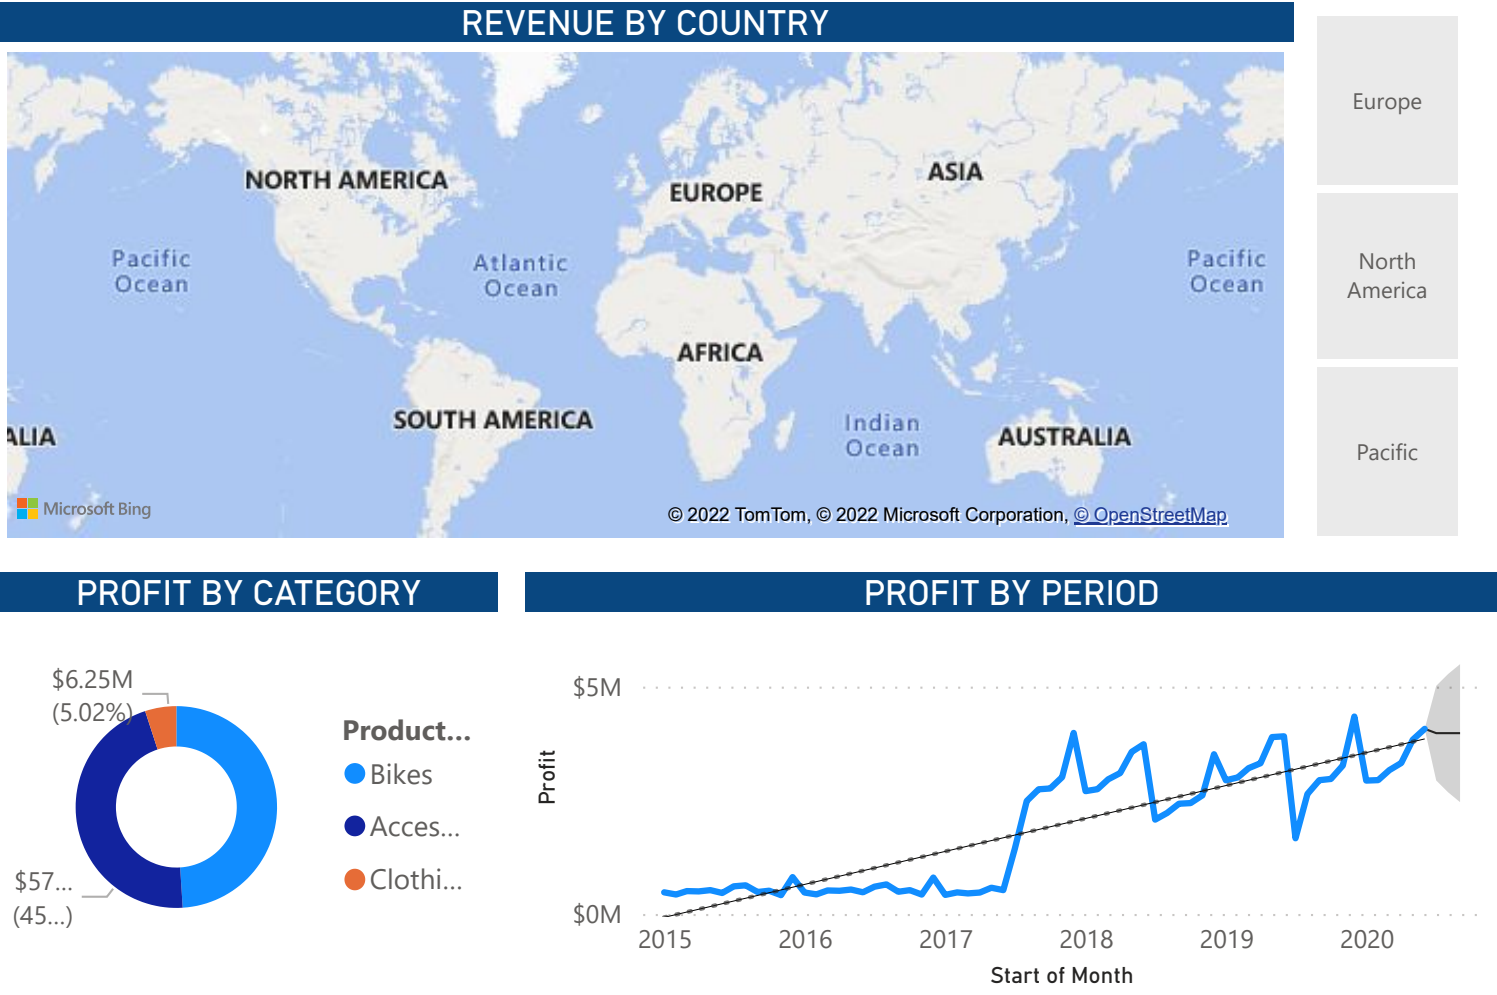 REVENUE BY COUNTRY
NORTH AMERICA
EUROPE
ASIA
Pacific
Ocean
Atlantic
Ocean
Pacific
Ocean
AFRICA
SOUTH AMERICA
Indian
Ocean
AUSTRALIA
ALIA
Microsoft Bing
© 2022 TomTom, © 2022 Microsoft Corporation, © OpenStreetMap
Europe
North
America
Pacific
PROFIT BY CATEGORY
$6.25M
(5.02%)
$57...
(45...)
Product...
Bikes
Acces...
Clothi...
PROFIT BY PERIOD
Profit
$5M
$0M
2015 2016 2017 2018 2019 2020
Start of Month